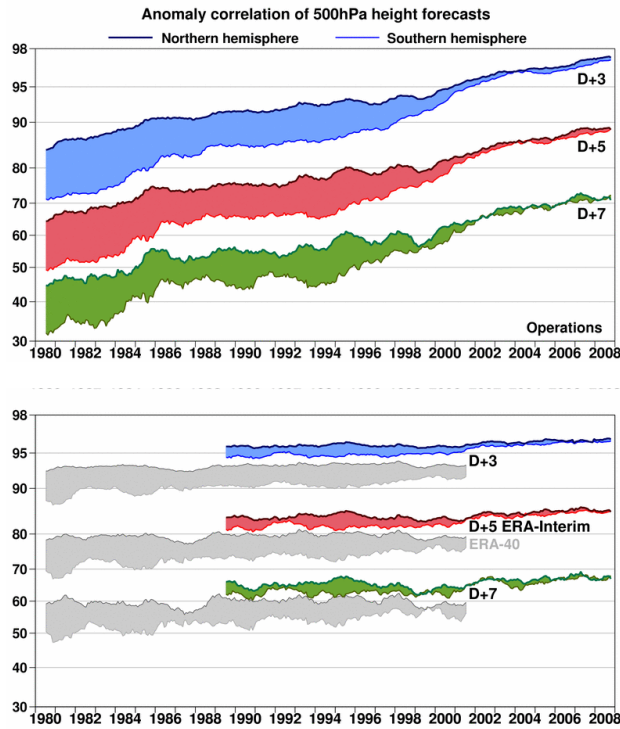 Anomaly correlation of 500hPa height forecasts
Northern hemisphere Southern hemisphere
98
95
D+3
90
D+5
80
70
D+7
60
50
40
Operations
30
1980 1982 1984 1986 1988 1990 1992 1994 1996 1998 2000 2002 2004 2006 2008
98
95
D+3
90
D+5 ERA-Interim
80
ERA-40
70
D+7
60
50
40
30
1980 1982 1984 1986 1988 1990 1992 1994 1996 1998 2000 2002 2004 2006 2008